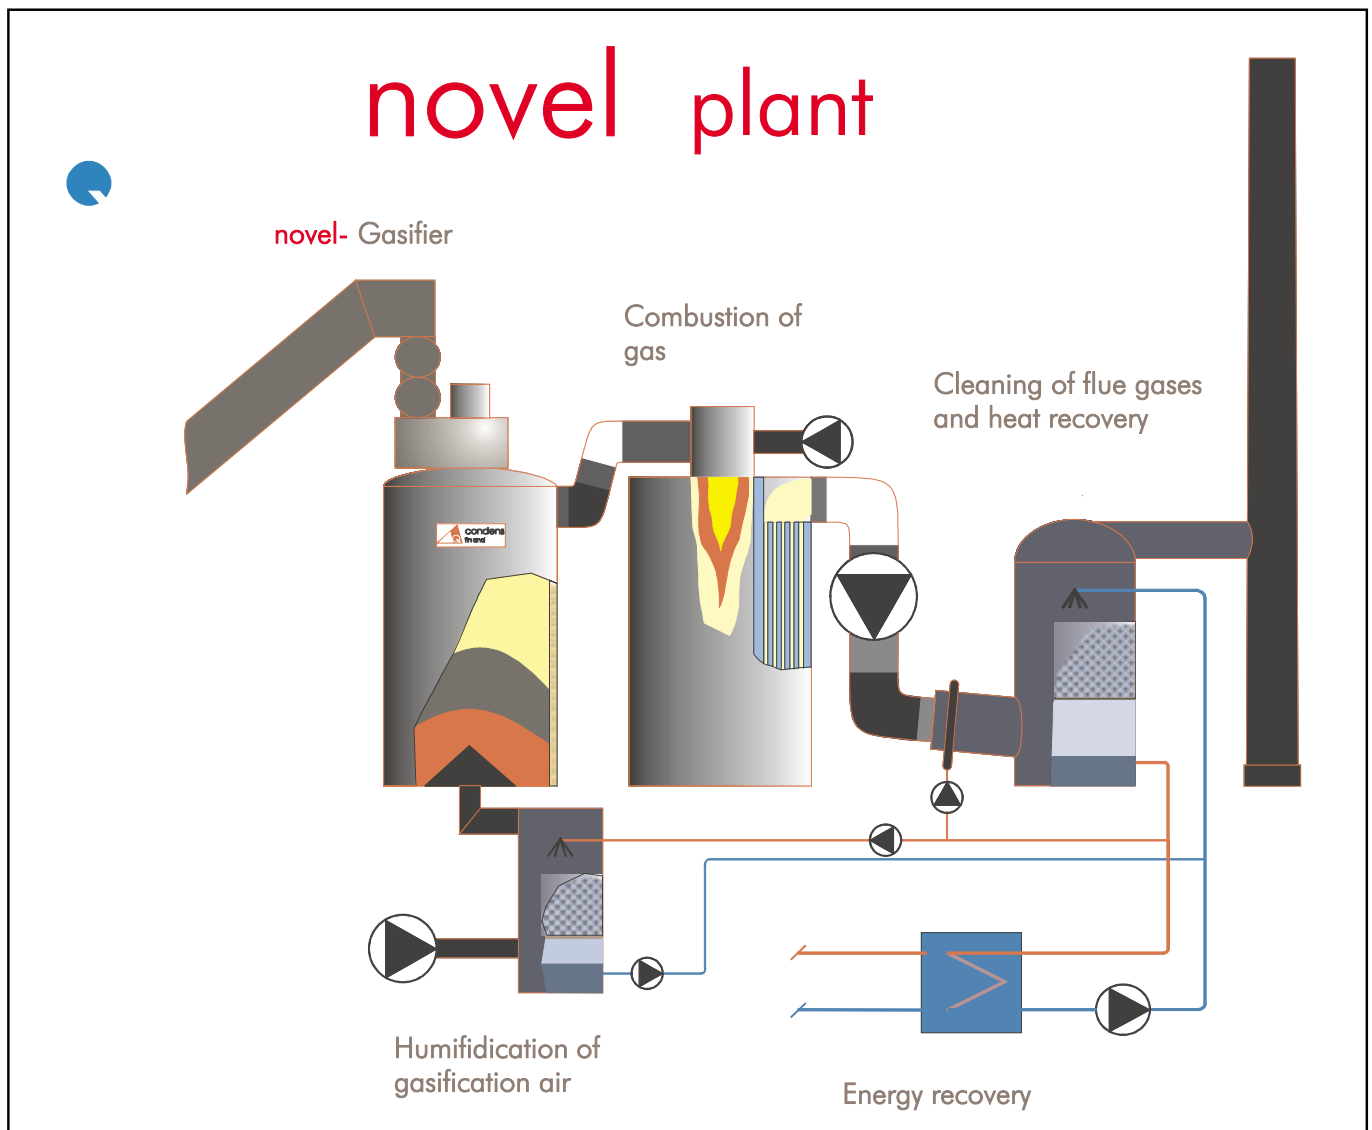 novel plant
novel- Gasifier
Combustion of
gas
Cleaning of flue gases
and heat recovery
condens
finland
Humifidication of
gasification air
Energy recovery